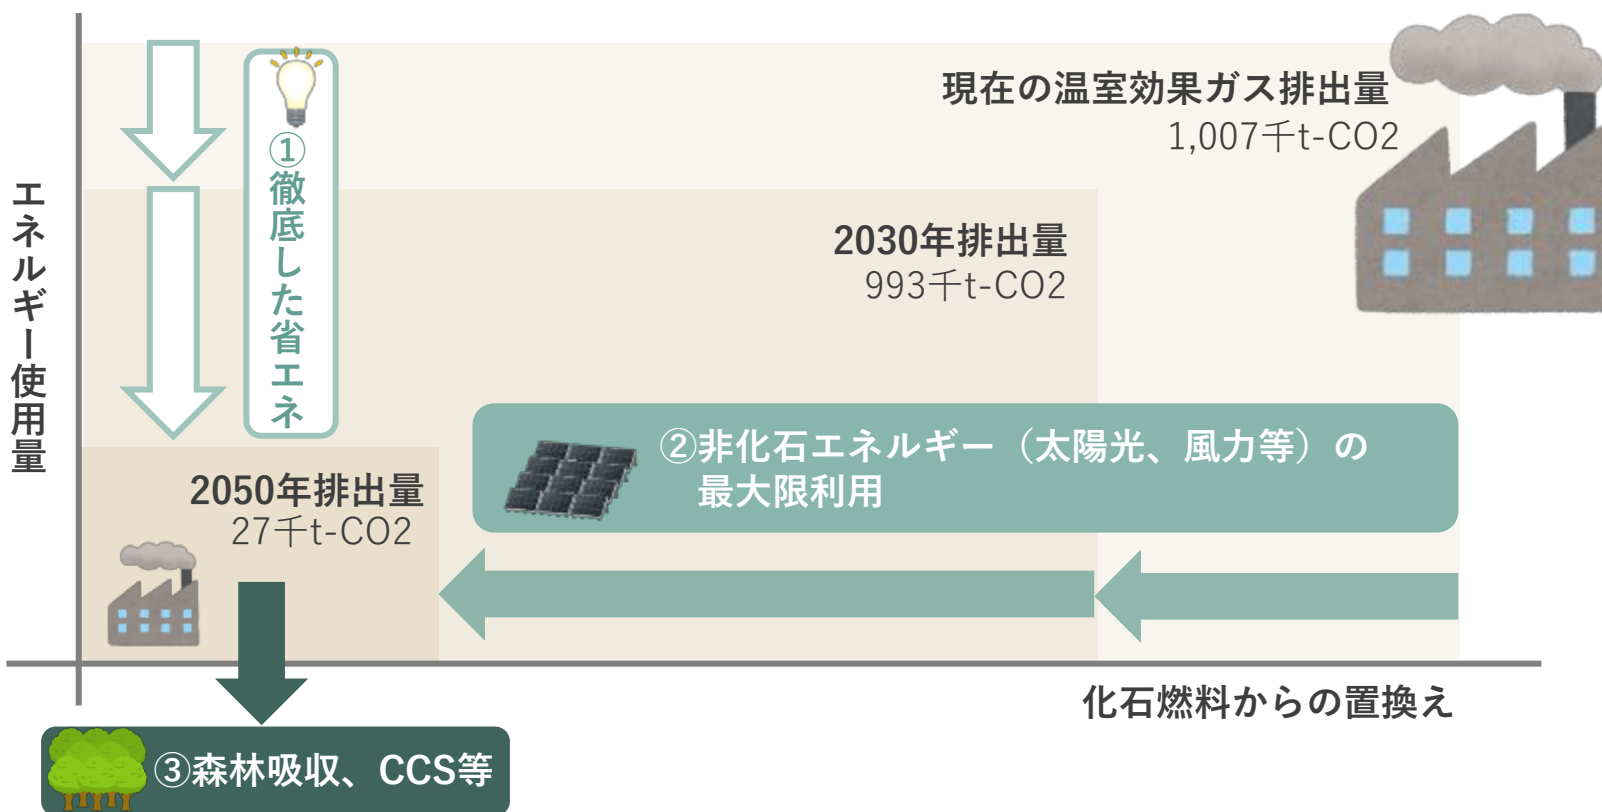 現在の温室効果ガス排出量
1,007千t-CO2
①徹底した省エネ
エネルギー使用量
2030年排出量
993千t-CO2
②非化石エネルギー（太陽光、風力等）の
最大限利用
2050年排出量
27千t-CO2
化石燃料からの置換え
③森林吸収、CCS等